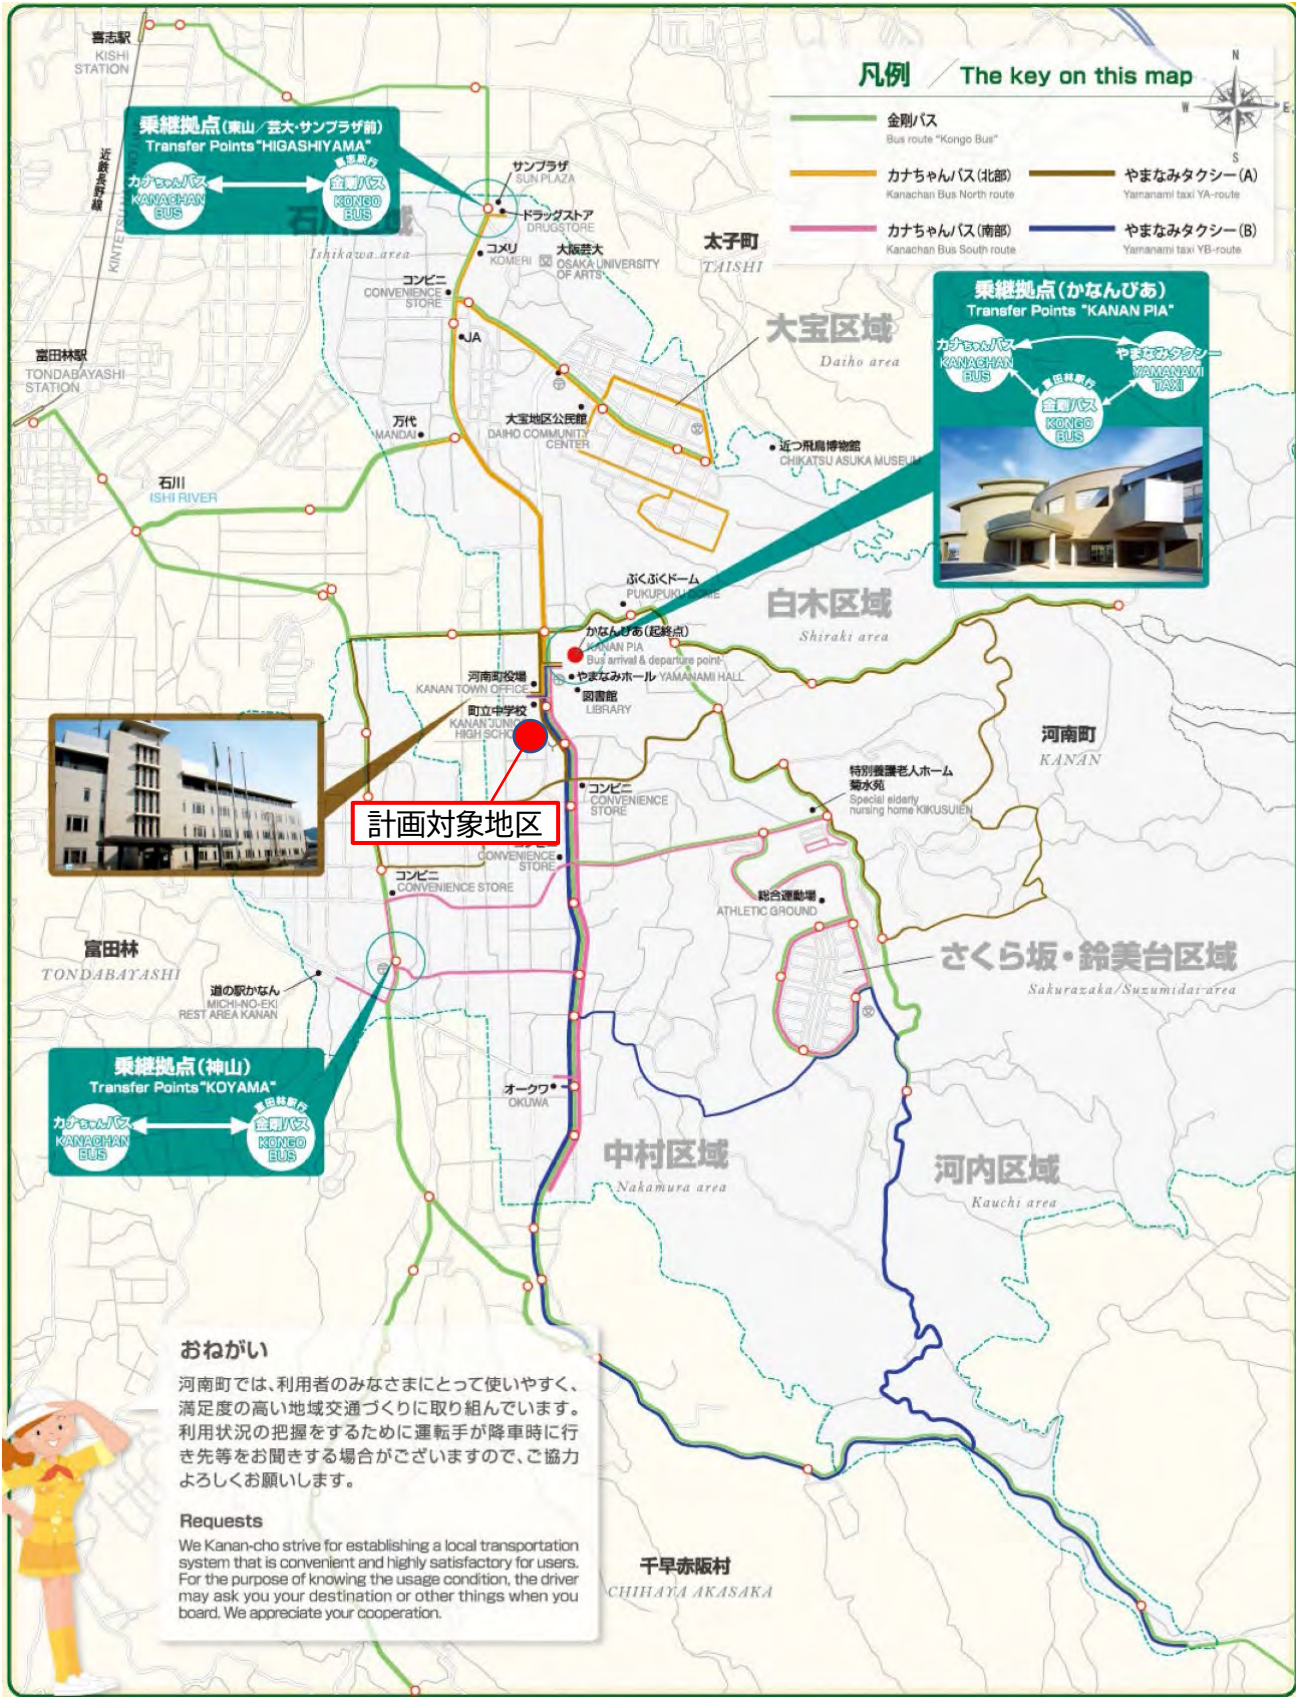 喜志駅
KISHI
STATION
近鉄長野線
乗継拠点(東山／芸大・サンプラザ前)
Transfer Points"HIGASHIYAMA"
カナちゃんバス
KANACHAN
BUS
喜志駅行
金剛バス
KONGO
BUS
石川区域
Ishikawa area
凡例 ／ The key on this map
金剛バス
Bus route "Kongo Bus"
カナちゃんバス(北部)
Kanachan Bus North route
やまなみタクシー(A)
Yamanami taxi YA-route
カナちゃんバス(南部)
Kanachan Bus South route
やまなみタクシー(B)
Yamanami taxi YB-route
N
W
E
S
サンプラザ
SUN PLAZA
ドラッグストア
DRUGSTORE
コメリ
KOMERI
大阪芸大
OSAKA UNIVERSITY
OF ARTS
コンビニ
CONVENIENCE
STORE
JA
太子町
TAISHI
大宝区域
Daiho area
乗継拠点(かなんぴあ)
Transfer Points "KANAN PIA"
カナちゃんバス
KANACHAN
BUS
やまなみタクシー
YAMANAMI
TAXI
富田林駅行
金剛バス
KONGO
BUS
富田林駅
TONDABAYASHI
STATION
万代
MANDAI
大宝地区公民館
DAIHO COMMUNITY
CENTER
近つ飛鳥博物館
CHIKATSU ASUKA MUSEUM
石川
ISHI RIVER
ぷくぷくドーム
PUKUPUKU DOME
白木区域
Shiraki area
かなんぴあ(起終点)
KANAN PIA
Bus arrival & departure point
河南町役場
KANAN TOWN OFFICE
やまなみホール YAMANAMI HALL
図書館
LIBRARY
町立中学校
KANAN JUNIOR
HIGH SCHO
河南町
KANAN
計画対象地区
コンビニ
CONVENIENCE
STORE
特別養護老人ホーム
菊水苑
Special elderly
nursing home KIKUSUIEN
コンビニ
CONVENIENCE
STORE
コンビニ
CONVENIENCE STORE
総合運動場
ATHLETIC GROUND
富田林
TONDABAYASHI
さくら坂・鈴美台区域
Sakurazaka/Suzumidai area
道の駅かなん
MICHI-NO-EKI
REST AREA KANAN
乗継拠点(神山)
Transfer Points"KOYAMA"
カナちゃんバス
KANACHAN
BUS
富田林駅行
金剛バス
KONGO
BUS
オークワ
OKUWA
中村区域
Nakamura area
河内区域
Kauchi area
おねがい
河南町では、利用者のみなさまにとって使いやすく、
満足度の高い地域交通づくりに取り組んでいます。
利用状況の把握をするために運転手が降車時に行
き先等をお聞きする場合がございますので、ご協力
よろしくお願いします。
Requests
We Kanan-cho strive for establishing a local transportation
system that is convenient and highly satisfactory for users.
For the purpose of knowing the usage condition, the driver
may ask you your destination or other things when you
board. We appreciate your cooperation.
千早赤阪村
CHIHAYA AKASAKA